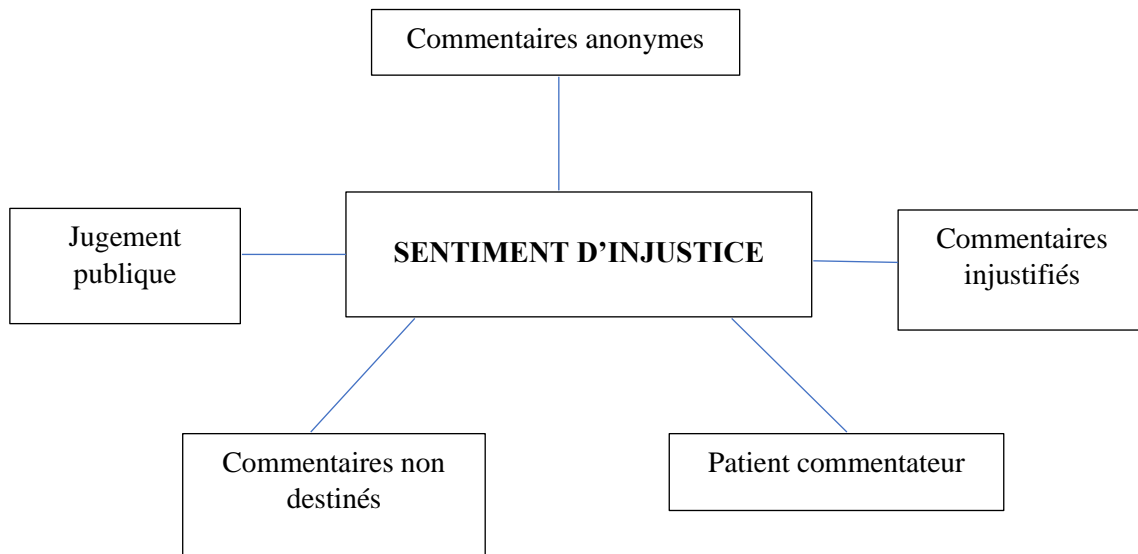 Commentaires anonymes
Jugement
publique
SENTIMENT D’INJUSTICE
Commentaires
injustifiés
Commentaires non
destinés
Patient commentateur